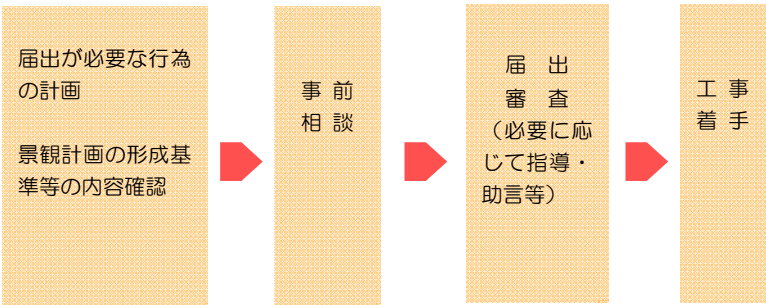 届出が必要な行為
の計画
景観計画の形成基
準等の内容確認
事 前
相 談
届 出
審 査
（必要に応
じて指導・
助言等）
工 事
着 手